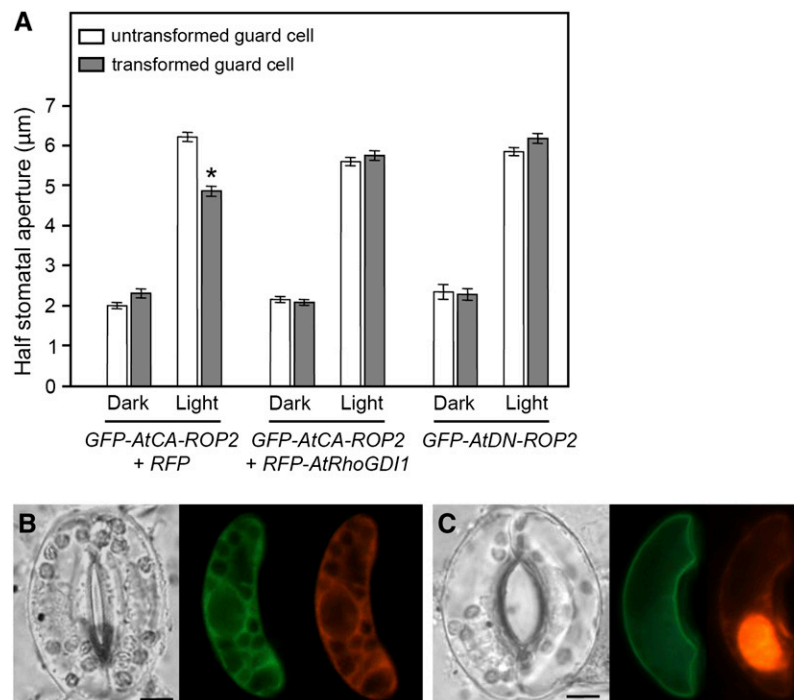 A
untransformed guard cell
transformed guard cell
Half stomatal aperture (µm)
7
6
5
4
3
2
1
0
*
Dark Light Dark Light Dark Light
GFP-AtCA-ROP2 GFP-AtCA-ROP2 GFP-AtDN-ROP2
+ RFP + RFP-AtRhoGDI1
B C